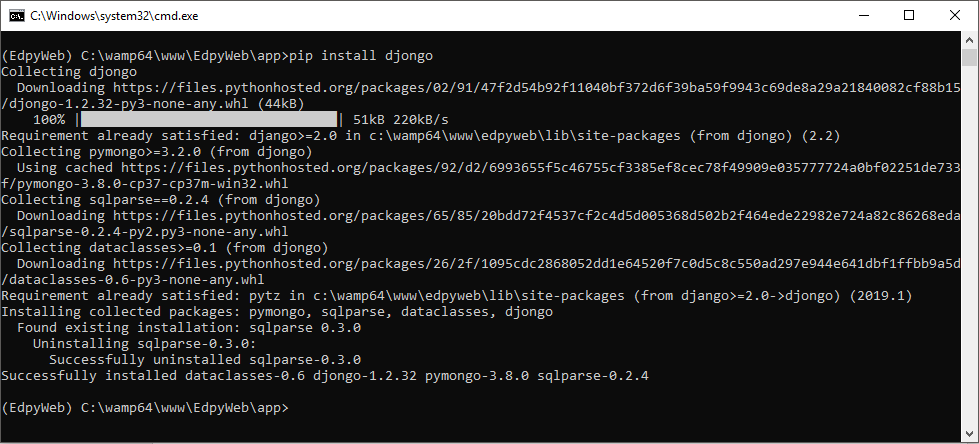 C:\Windows\system32\cmd.exe
(EdpyWeb) C:\wamp64\www\EdpyWeb\app>pip install djongo
Collecting djongo
  Downloading https://files.pythonhosted.org/packages/02/91/47f2d54b92f11040bf372d6f39ba59f9943c69de8a29a21840082cf88b15
/djongo-1.2.32-py3-none-any.whl (44kB)
    100% |████████████████████████████████| 51kB 220kB/s
Requirement already satisfied: django>=2.0 in c:\wamp64\www\edpyweb\lib\site-packages (from djongo) (2.2)
Collecting pymongo>=3.2.0 (from djongo)
  Using cached https://files.pythonhosted.org/packages/92/d2/6993655f5c46755cf3385ef8cec78f49909e035777724a0bf02251de733
f/pymongo-3.8.0-cp37-cp37m-win32.whl
Collecting sqlparse==0.2.4 (from djongo)
  Downloading https://files.pythonhosted.org/packages/65/85/20bdd72f4537cf2c4d5d005368d502b2f464ede22982e724a82c86268eda
/sqlparse-0.2.4-py2.py3-none-any.whl
Collecting dataclasses>=0.1 (from djongo)
  Downloading https://files.pythonhosted.org/packages/26/2f/1095cdc2868052dd1e64520f7c0d5c8c550ad297e944e641dbf1ffbb9a5d
/dataclasses-0.6-py3-none-any.whl
Requirement already satisfied: pytz in c:\wamp64\www\edpyweb\lib\site-packages (from django>=2.0->djongo) (2019.1)
Installing collected packages: pymongo, sqlparse, dataclasses, djongo
  Found existing installation: sqlparse 0.3.0
    Uninstalling sqlparse-0.3.0:
      Successfully uninstalled sqlparse-0.3.0
Successfully installed dataclasses-0.6 djongo-1.2.32 pymongo-3.8.0 sqlparse-0.2.4
(EdpyWeb) C:\wamp64\www\EdpyWeb\app>